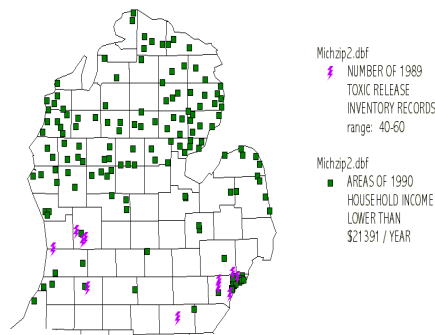 Michzip2.dbf
NUMBER OF 1989
TOXIC RELEASE
INVENTORY RECORDS
range: 40-60
Michzip2.dbf
AREAS OF 1990
HOUSEHOLD INCOME
LOWER THAN
$21391 / YEAR